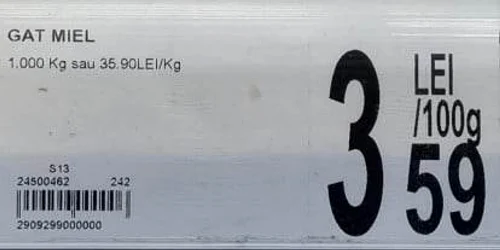 GAT MIEL
1.000 Kg sau 35.90LEI/Kg
3 59
LEI
/100g
S13
24500462 242
2909299000000